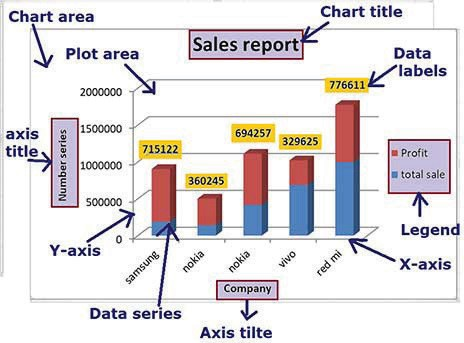 Chart area
Chart title
Sales report
Plot area
Data
labels
776611
2000000
1500000
1000000
500000
0
axis
title
Number series
715122
360245
694257
329625
Profit
total sale
Legend
Y-axis
X-axis
samsung
nokia
nokia
vivo
red mi
Data series
Company
Axis tilte